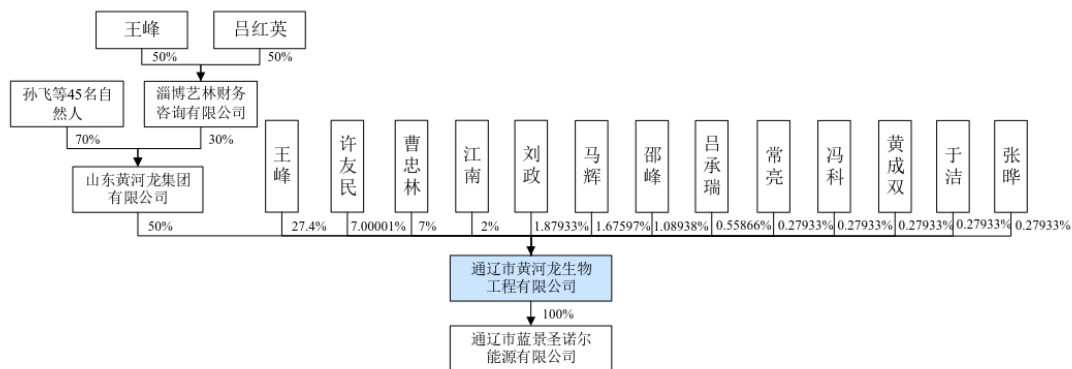 王峰
吕红英
50%
50%
孙飞等45名自
然人
淄博艺林财务
咨询有限公司
70%
30%
山东黄河龙集团
有限公司
王峰
许友民
曹忠林
江南
刘政
马辉
邵峰
吕承瑞
常亮
冯科
黄成双
于洁
张晔
50%
27.4%
7.00001%
7%
2%
1.87933%
1.67597%
1.08938%
0.55866%
0.27933%
0.27933%
0.27933%
0.27933%
0.27933%
通辽市黄河龙生物
工程有限公司
100%
通辽市蓝景圣诺尔
能源有限公司